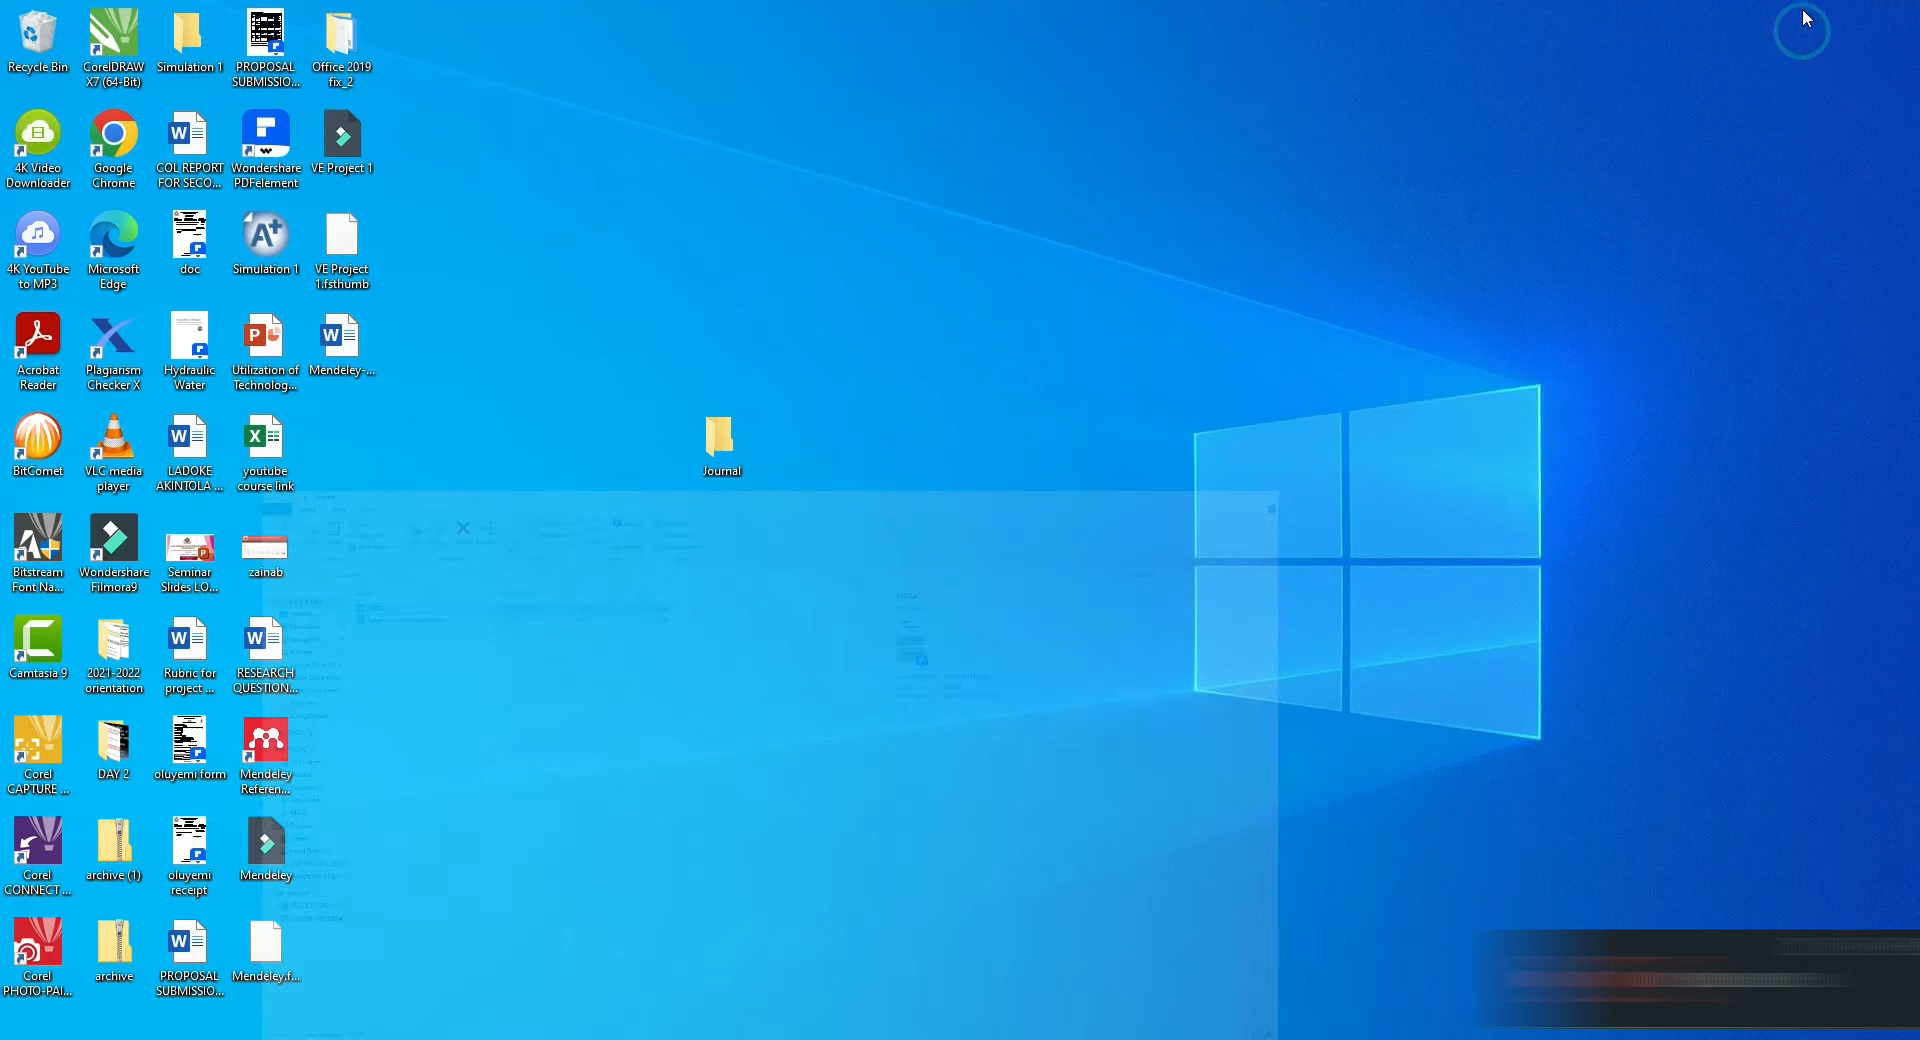 Recycle Bin
CorelDRAW
X7 (64-Bit)
Simulation 1
PROPOSAL
SUBMISSIO...
Office 2019
fix_2
4K Video
Downloader
Google
Chrome
COL REPORT
FOR SECO...
Wondershare
PDFelement
VE Project 1
4K YouTube
to MP3
Microsoft
Edge
doc
Simulation 1
VE Project
1.fsthumb
Acrobat
Reader
Plagiarism
Checker X
Hydraulic
Water
Utilization of
Technolog...
Mendeley-...
BitComet
VLC media
player
LADOKE
AKINTOLA ...
youtube
course link
Journal
Bitstream
Font Na...
Wondershare
Filmora9
Seminar
Slides LO...
zainab
Camtasia 9
2021-2022
orientation
Rubric for
project ...
RESEARCH
QUESTION...
Corel
CAPTURE ...
DAY 2
oluyemi form
Mendeley
Referen...
Corel
CONNECT ...
archive (1)
oluyemi
receipt
Mendeley
Corel
PHOTO-PAI...
archive
PROPOSAL
SUBMISSIO...
Mendeley.f...